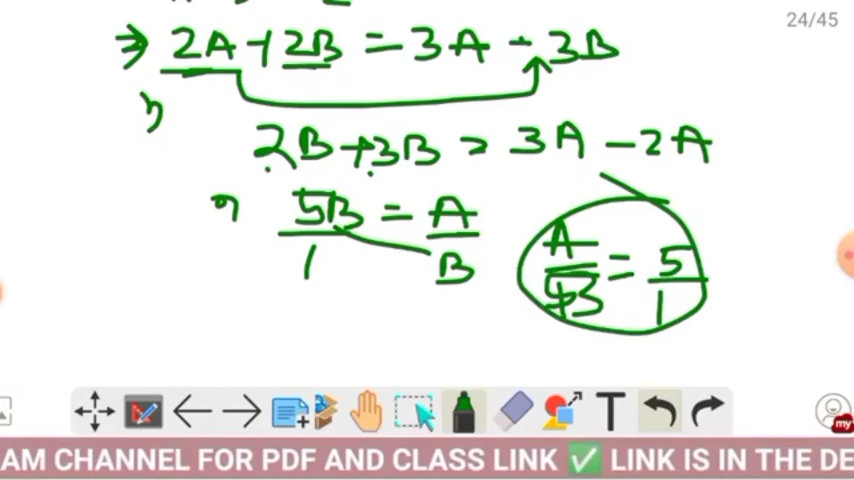 24/45
⇒ 2A + 2B = 3A - 3B
2B + 3B = 3A - 2A
5B/1 = A/B
A/B = 5/1
T
my
AM CHANNEL FOR PDF AND CLASS LINK ✅ LINK IS IN THE DE